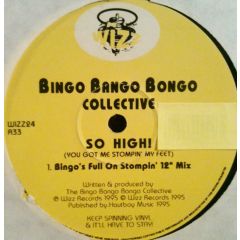 WIZZ
BINGO BANGO BONGO
COLLECTIVE
WIZZ24
A33
SO HIGH!
(YOU GOT ME STOMPIN' MY FEET)
1. Bingo's Full On Stompin' 12" Mix
Written & produced by
The Bingo Bango Bongo Collective
℗ Wizz Records 1995 © Wizz Records 1995
Published by Hautboy Music 1995
KEEP SPINNING VINYL
& IT'LL HAVE TO STAY!